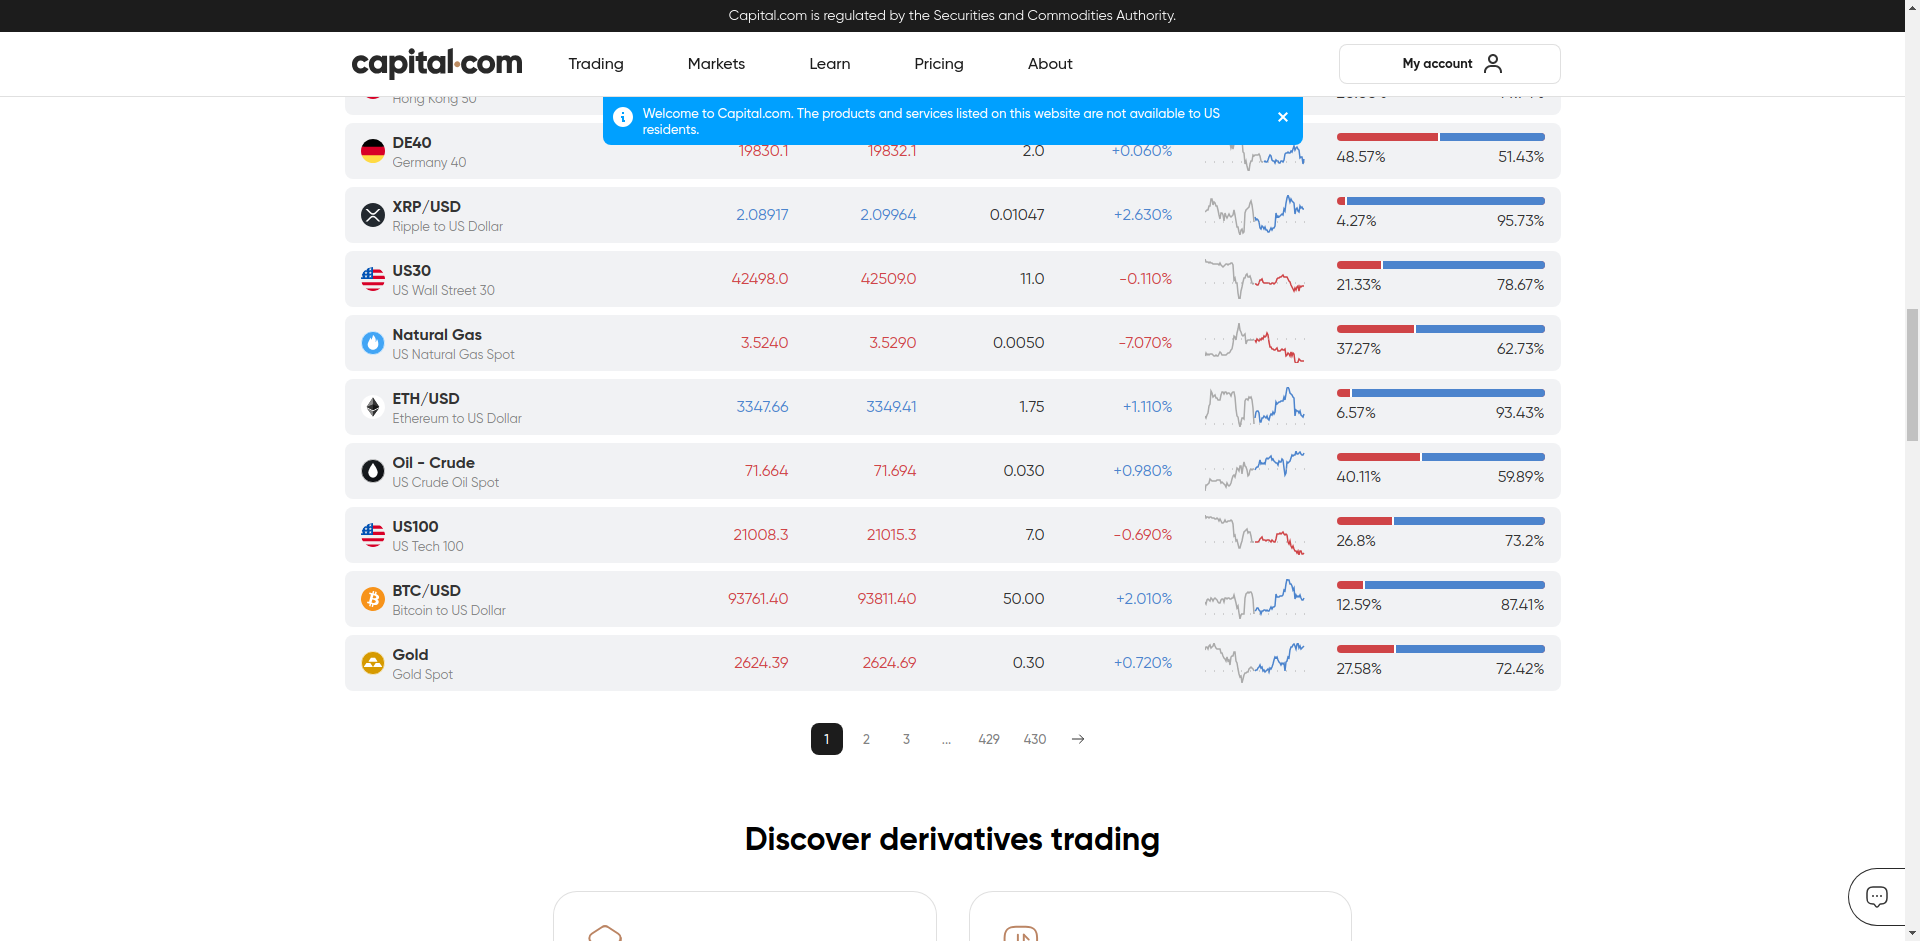 Capital.com is regulated by the Securities and Commodities Authority.
capital.com
Trading
Markets
Learn
Pricing
About
My account
Hong Kong 50
Welcome to Capital.com. The products and services listed on this website are not available to US
residents.
DE40
Germany 40
19830.1
19832.1
2.0
+0.060%
48.57%
51.43%
XRP/USD
Ripple to US Dollar
2.08917
2.09964
0.01047
+2.630%
4.27%
95.73%
US30
US Wall Street 30
42498.0
42509.0
11.0
-0.110%
21.33%
78.67%
Natural Gas
US Natural Gas Spot
3.5240
3.5290
0.0050
-7.070%
37.27%
62.73%
ETH/USD
Ethereum to US Dollar
3347.66
3349.41
1.75
+1.110%
6.57%
93.43%
Oil - Crude
US Crude Oil Spot
71.664
71.694
0.030
+0.980%
40.11%
59.89%
US100
US Tech 100
21008.3
21015.3
7.0
-0.690%
26.8%
73.2%
BTC/USD
Bitcoin to US Dollar
93761.40
93811.40
50.00
+2.010%
12.59%
87.41%
Gold
Gold Spot
2624.39
2624.69
0.30
+0.720%
27.58%
72.42%
1
2
3
...
429
430
Discover derivatives trading